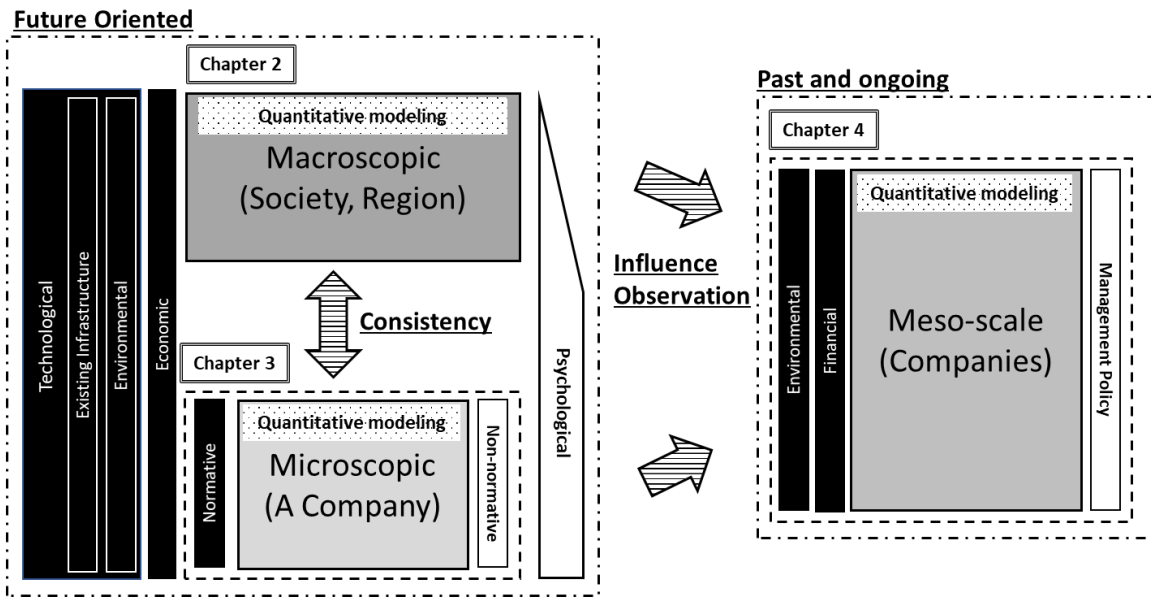 Future Oriented
Chapter 2
Technological
Existing Infrastructure
Environmental
Economic
Quantitative modeling
Macroscopic
(Society, Region)
Consistency
Chapter 3
Normative
Quantitative modeling
Microscopic
(A Company)
Non-normative
Psychological
Influence
Observation
Past and ongoing
Chapter 4
Environmental
Financial
Quantitative modeling
Meso-scale
(Companies)
Management Policy